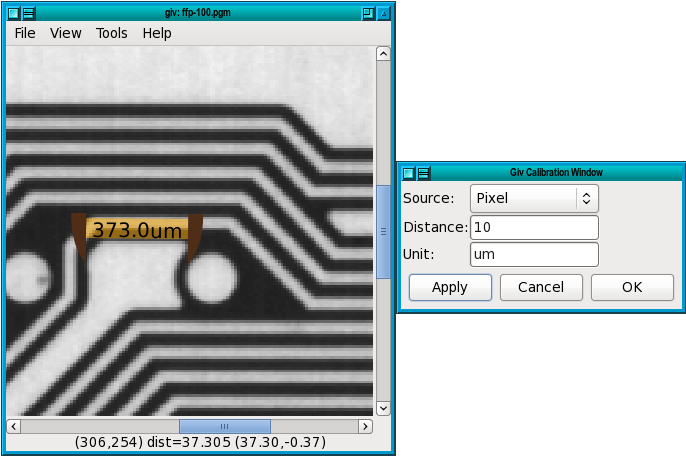 giv: ffp-100.pgm
File View Tools Help
373.0um
(306,254) dist=37.305 (37.30,-0.37)
Giv Calibration Window
Source: Pixel
Distance: 10
Unit: um
Apply Cancel OK